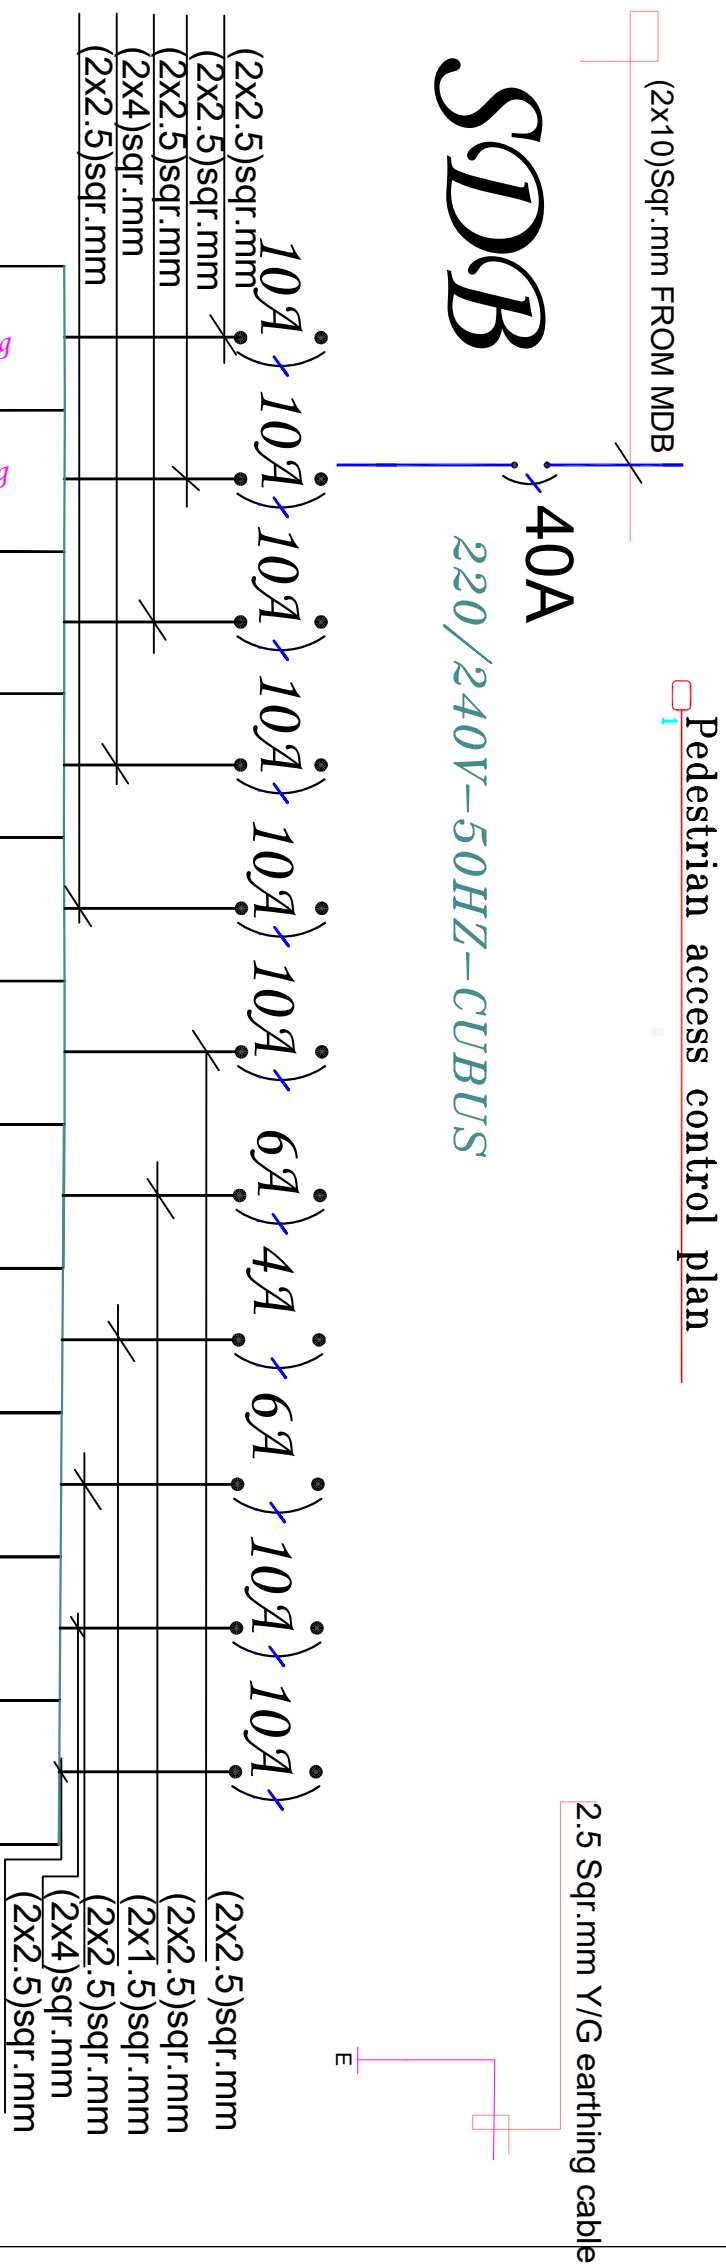 Pedestrian access control plan
1
(2x10)Sqr.mm FROM MDB
2.5 Sqr.mm Y/G earthing cable
SDB
40A
220/240V-50HZ-CUBUS
E
10A
10A
10A
10A
10A
10A
6A
4A
6A
10A
10A
(2x2.5)sqr.mm
(2x2.5)sqr.mm
(2x2.5)sqr.mm
(2x4)sqr.mm
(2x2.5)sqr.mm
(2x2.5)sqr.mm
(2x2.5)sqr.mm
(2x1.5)sqr.mm
(2x2.5)sqr.mm
(2x4)sqr.mm
(2x2.5)sqr.mm
g
g